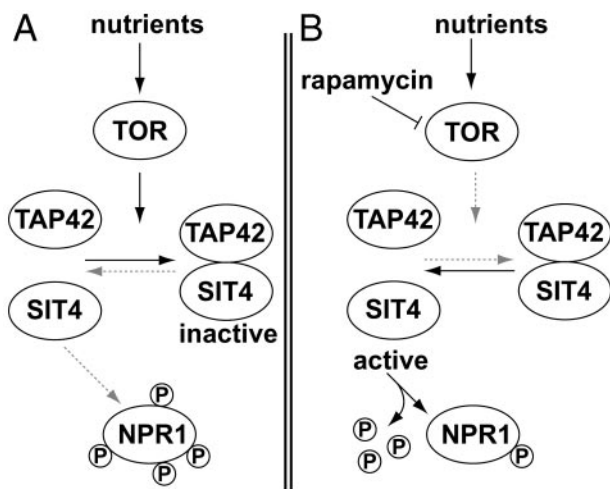 A
nutrients
TOR
TAP42
TAP42
SIT4
SIT4
inactive
P
NPR1
P
P
P
B
nutrients
rapamycin
TOR
TAP42
TAP42
SIT4
SIT4
active
P
P
P
NPR1
P